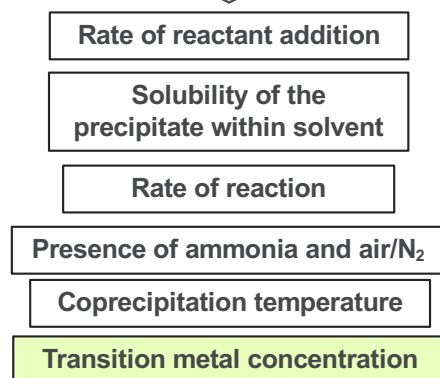 Rate of reactant addition
Solubility of the
precipitate within solvent
Rate of reaction
Presence of ammonia and air/N₂
Coprecipitation temperature
Transition metal concentration